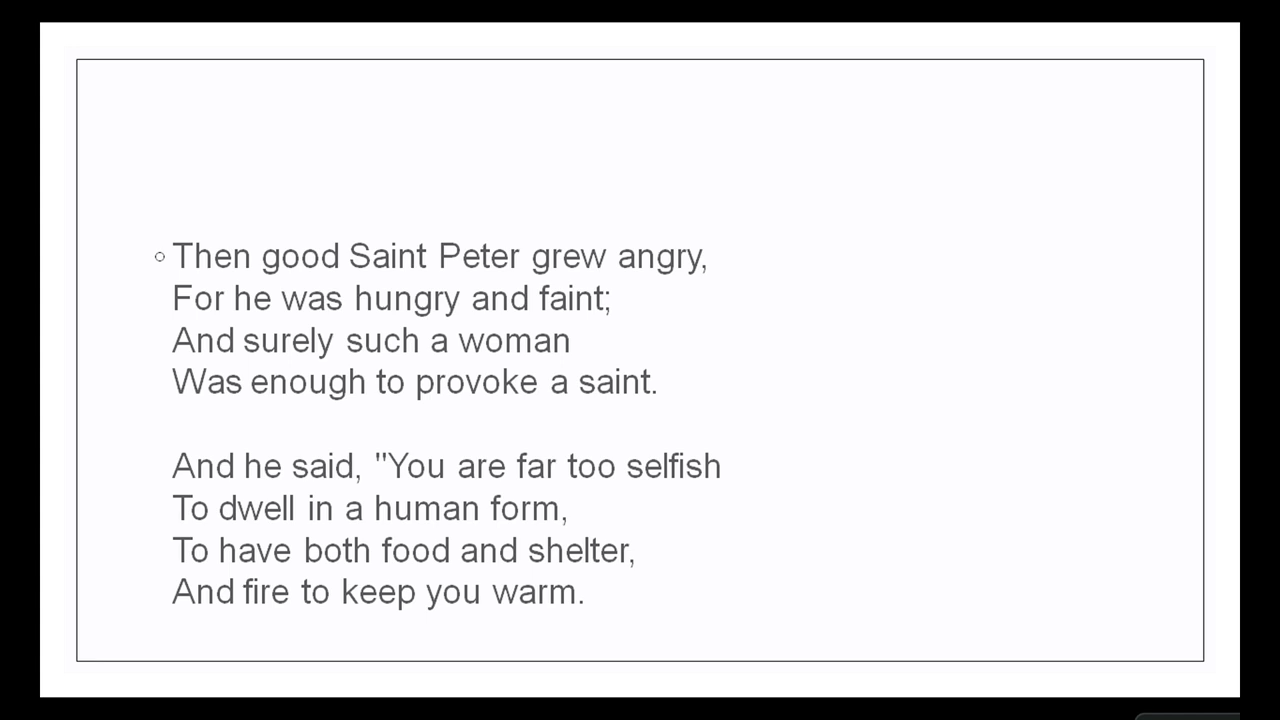 Then good Saint Peter grew angry,
For he was hungry and faint;
And surely such a woman
Was enough to provoke a saint.
And he said, "You are far too selfish
To dwell in a human form,
To have both food and shelter,
And fire to keep you warm.